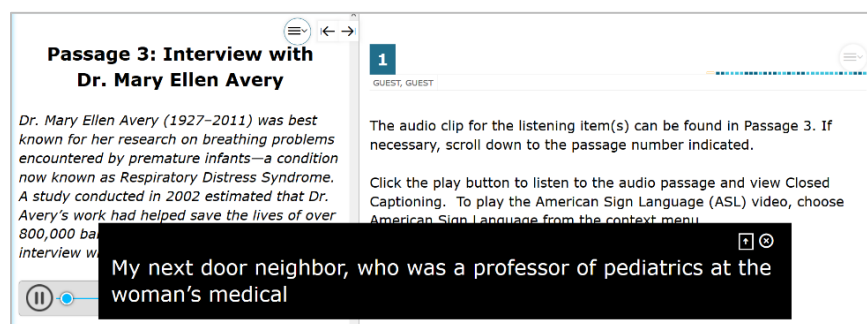 Passage 3: Interview with
Dr. Mary Ellen Avery
Dr. Mary Ellen Avery (1927–2011) was best
known for her research on breathing problems
encountered by premature infants—a condition
now known as Respiratory Distress Syndrome.
A study conducted in 2002 estimated that Dr.
Avery's work had helped save the lives of over
800,000
interview
1
GUEST, GUEST
The audio clip for the listening item(s) can be found in Passage 3. If
necessary, scroll down to the passage number indicated.
Click the play button to listen to the audio passage and view Closed
Captioning. To play the American Sign Language (ASL) video, choose
American Sign Language from the context menu
My next door neighbor, who was a professor of pediatrics at the
woman's medical